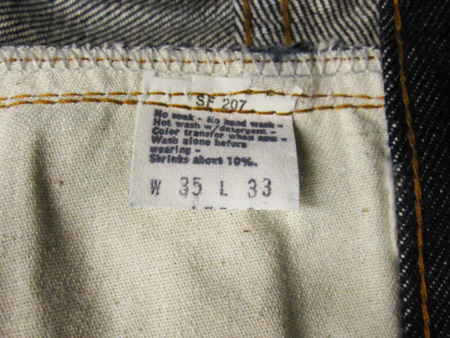 SF 207
No soak - No hand wash -
Not wash w/detergent -
Color transfer when new -
Wash alone before
wearing -
Shrinks about 10%.
W 35 L 33